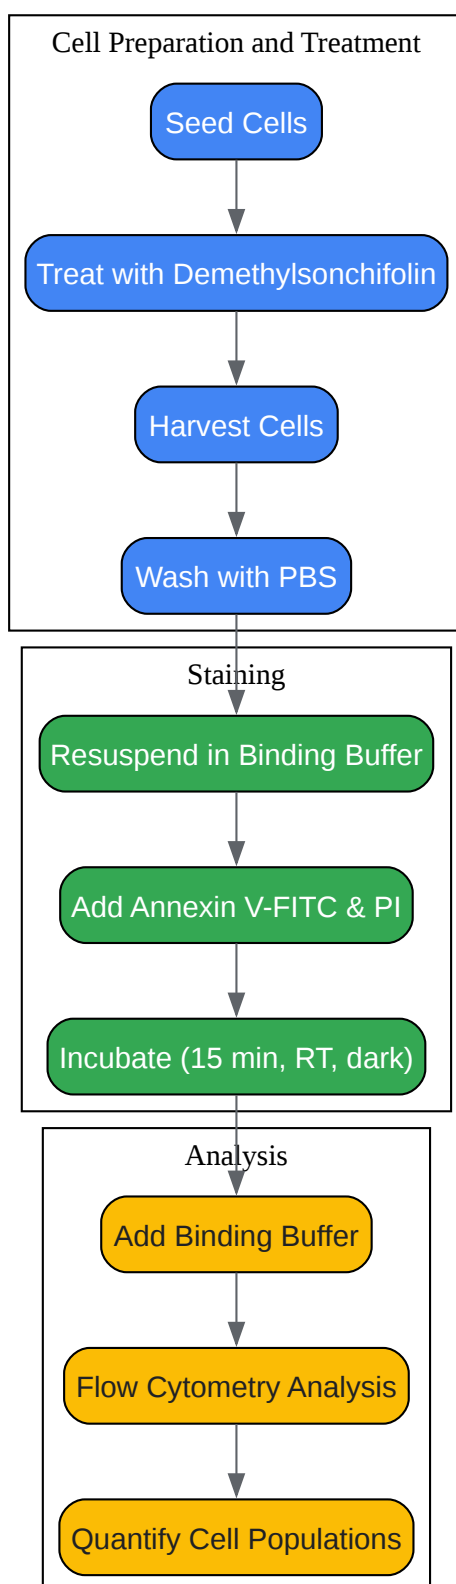 Cell Preparation and Treatment
Seed Cells
Treat with Demethylsonchifolin
Harvest Cells
Wash with PBS
Staining
Resuspend in Binding Buffer
Add Annexin V-FITC & PI
Incubate (15 min, RT, dark)
Analysis
Add Binding Buffer
Flow Cytometry Analysis
Quantify Cell Populations